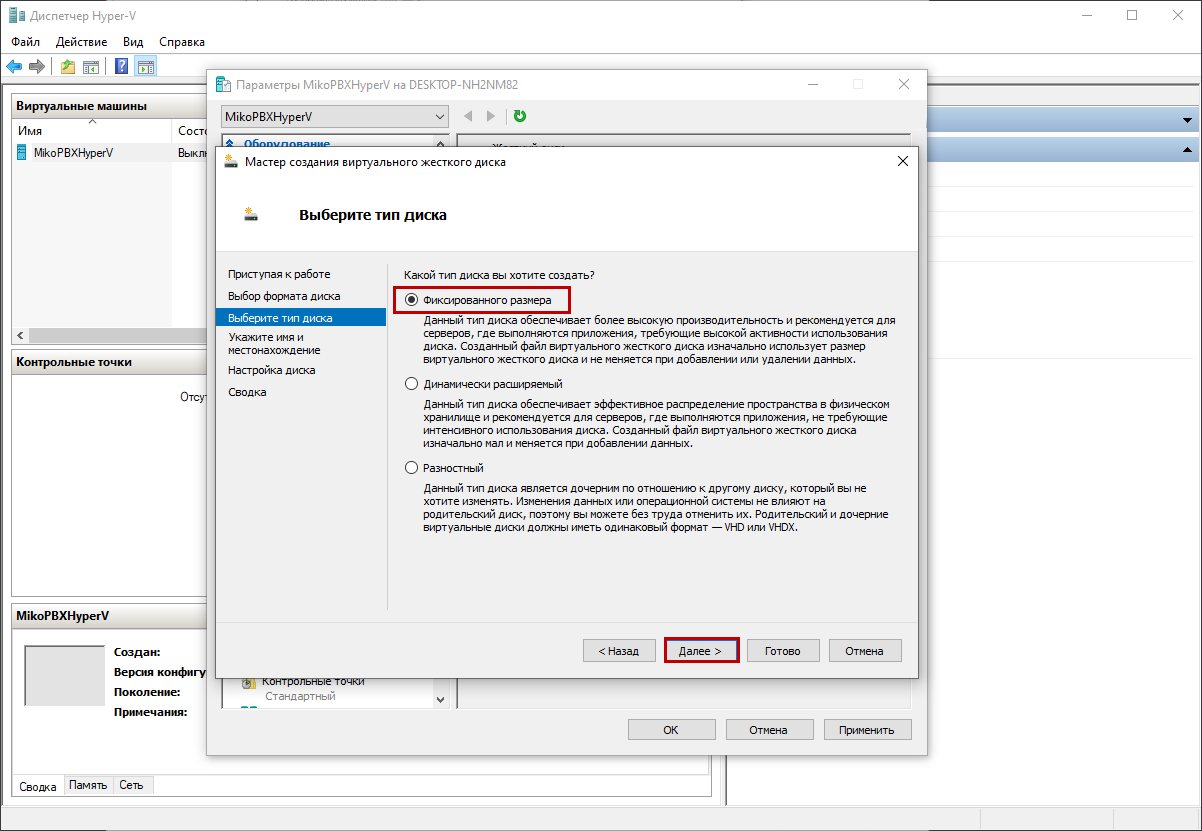 Диспетчер Hyper-V
Файл Действие Вид Справка
Виртуальные машины
Имя
MikoPBXHyperV
Контрольные точки
MikoPBXHyperV
Создан:
Поколение:
Примечания:
Сводка Память Сеть
Параметры MikoPBXHyperV на DESKTOP-NH2NM82
MikoPBXHyperV
Оборудование
Мастер создания виртуального жесткого диска
Выберите тип диска
Приступая к работе
Выбор формата диска
Выберите тип диска
Укажите имя и
местонахождение
Настройка диска
Сводка
Какой тип диска вы хотите создать?
Фиксированного размера
Данный тип диска обеспечивает более высокую производительность и рекомендуется для
серверов, где выполняются приложения, требующие высокой активности использования
диска. Созданный файл виртуального жесткого диска изначально использует размер
виртуального жесткого диска и не меняется при добавлении или удалении данных.
Динамически расширяемый
Данный тип диска обеспечивает эффективное распределение пространства в физическом
хранилище и рекомендуется для серверов, где выполняются приложения, не требующие
интенсивного использования диска. Созданный файл виртуального жесткого диска
изначально мал и меняется при добавлении данных.
Разностный
Данный тип диска является дочерним по отношению к другому диску, который вы не
хотите изменять. Изменения данных или операционной системы не влияют на
родительский диск, поэтому вы можете без труда отменить их. Родительский и дочерние
виртуальные диски должны иметь одинаковый формат — VHD или VHDX.
< Назад Далее > Готово Отмена
Контрольные точки
Стандартный
ОК Отмена Применить